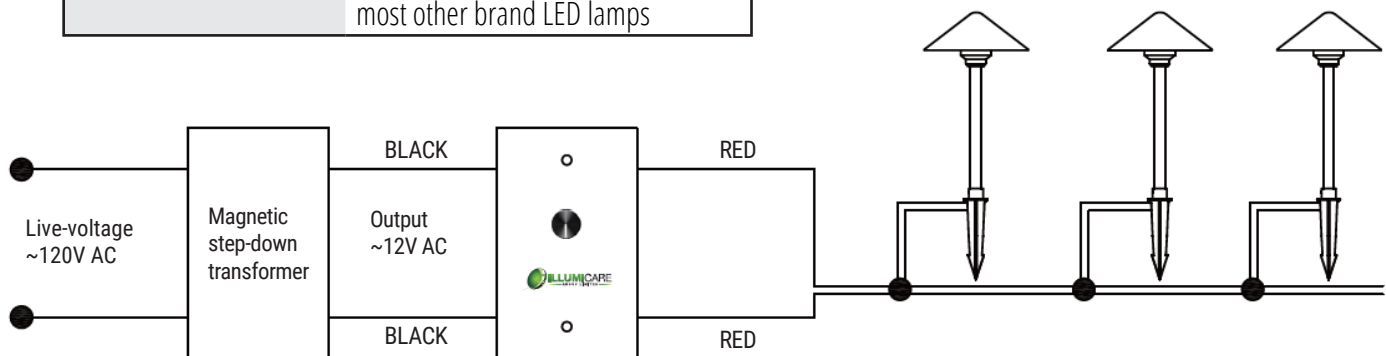 most other brand LED lamps
BLACK
RED
Live-voltage
~120V AC
Magnetic
step-down
transformer
Output
~12V AC
ILLUMICARE
BLACK
RED